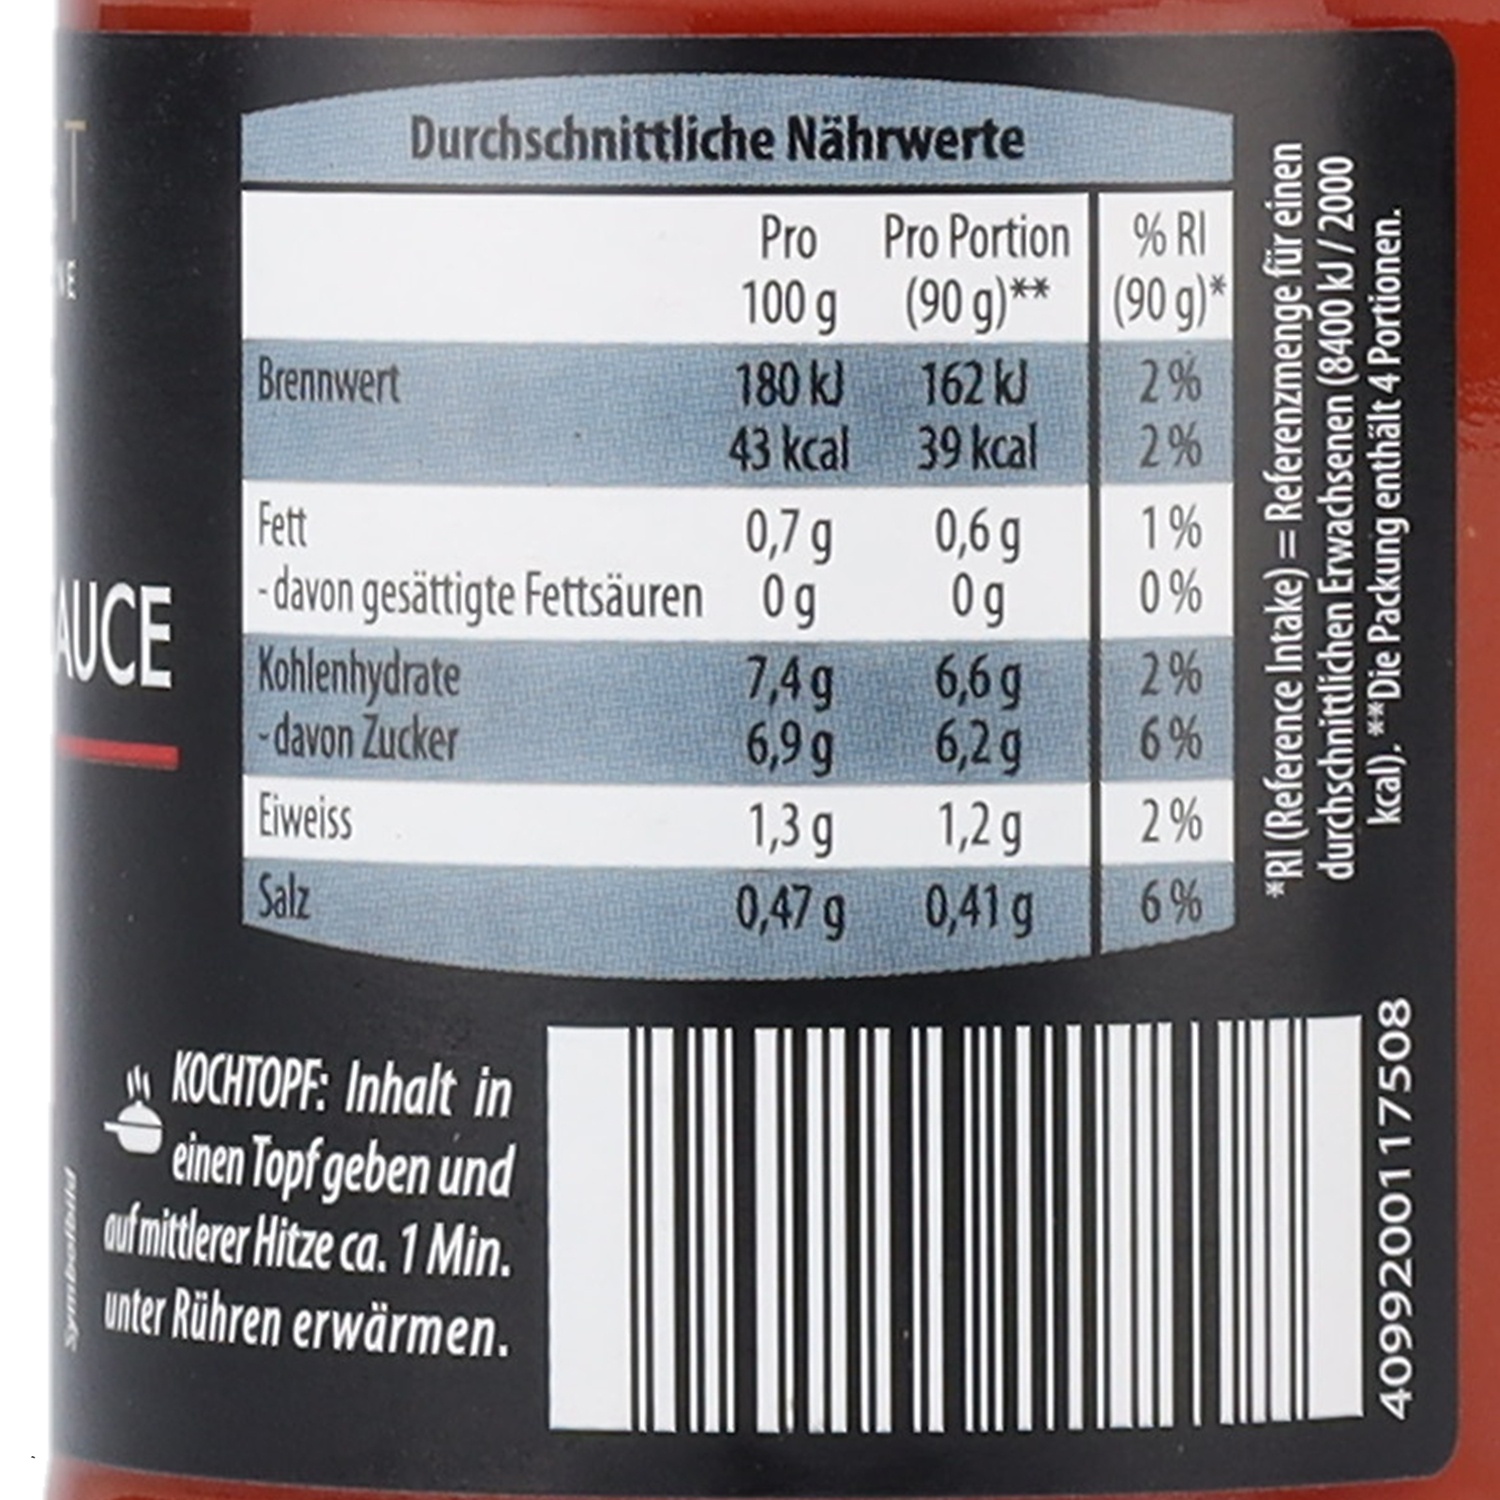 Durchschnittliche Nährwerte
Pro Pro Portion % RI
100 g (90 g)** (90 g)*
Brennwert 180 kJ 162 kJ 2 %
43 kcal 39 kcal 2 %
Fett 0,7 g 0,6 g 1 %
- davon gesättigte Fettsäuren 0 g 0 g 0 %
Kohlenhydrate 7,4 g 6,6 g 2 %
- davon Zucker 6,9 g 6,2 g 6 %
Eiweiss 1,3 g 1,2 g 2 %
Salz 0,47 g 0,41 g 6 %
*RI (Reference Intake) = Referenzmenge für einen
durchschnittlichen Erwachsenen (8400 kJ / 2000
kcal). **Die Packung enthält 4 Portionen.
AUCE
KOCHTOPF: Inhalt in
einen Topf geben und
auf mittlerer Hitze ca. 1 Min.
unter Rühren erwärmen.
Symbolbild
4099200117508